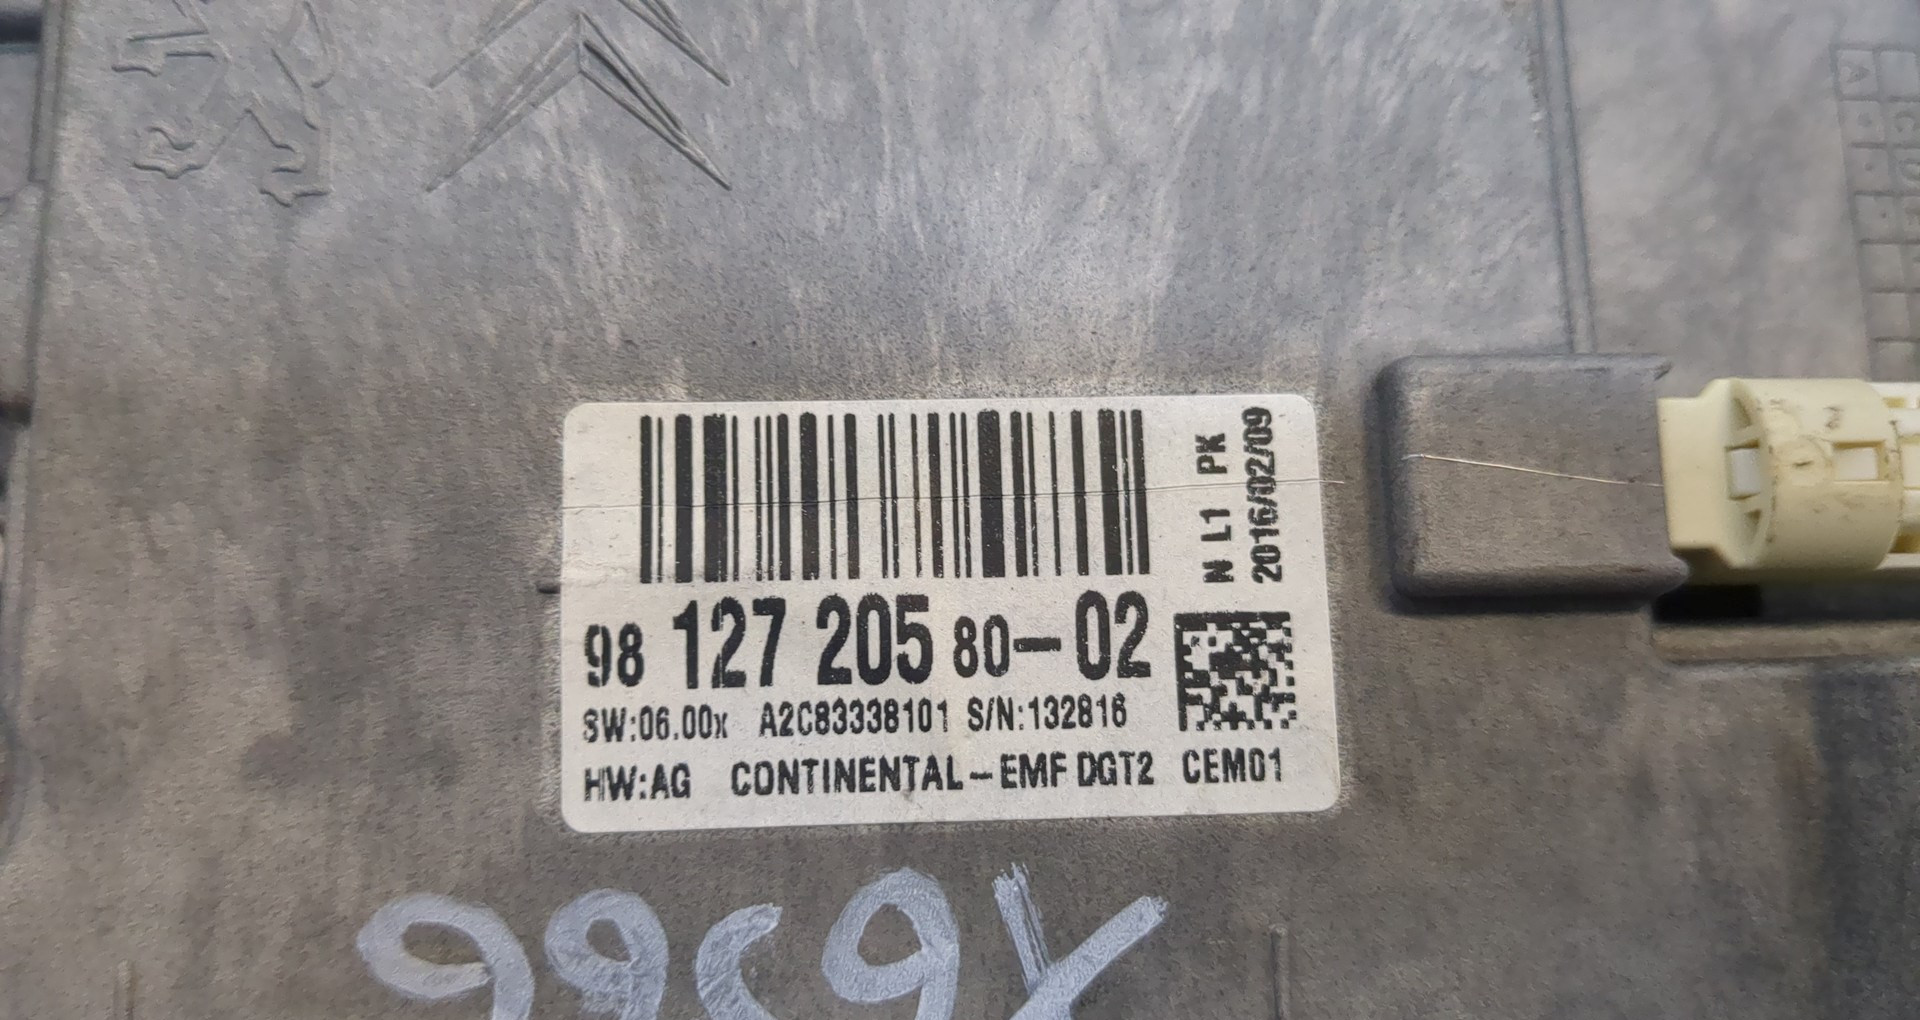 N L1 PK
2016/02/09
98 127 205 80-02
SW:06.00x A2C83338101 S/N:132816
HW:AG CONTINENTAL-EMF DGT2 CEM01